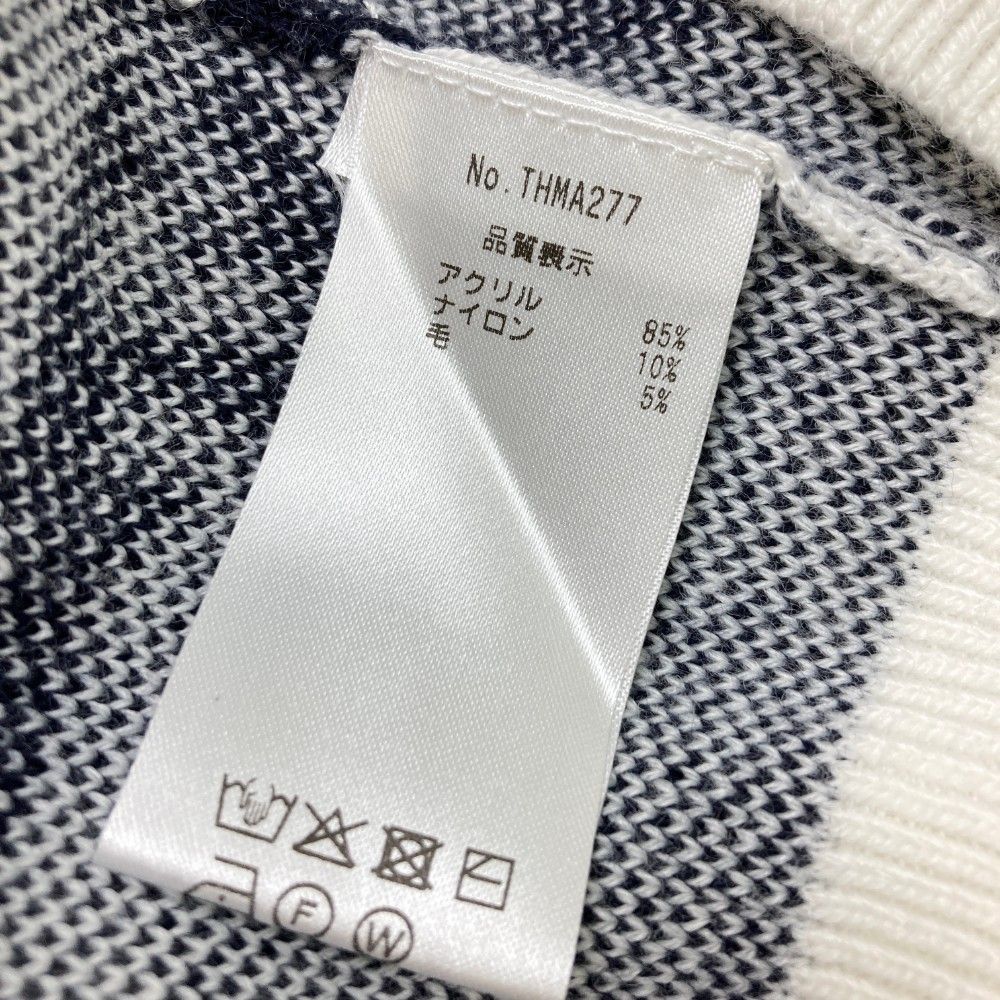 No.THMA277
品質表示
アクリル 85%
ナイロン 10%
毛 5%
F
W